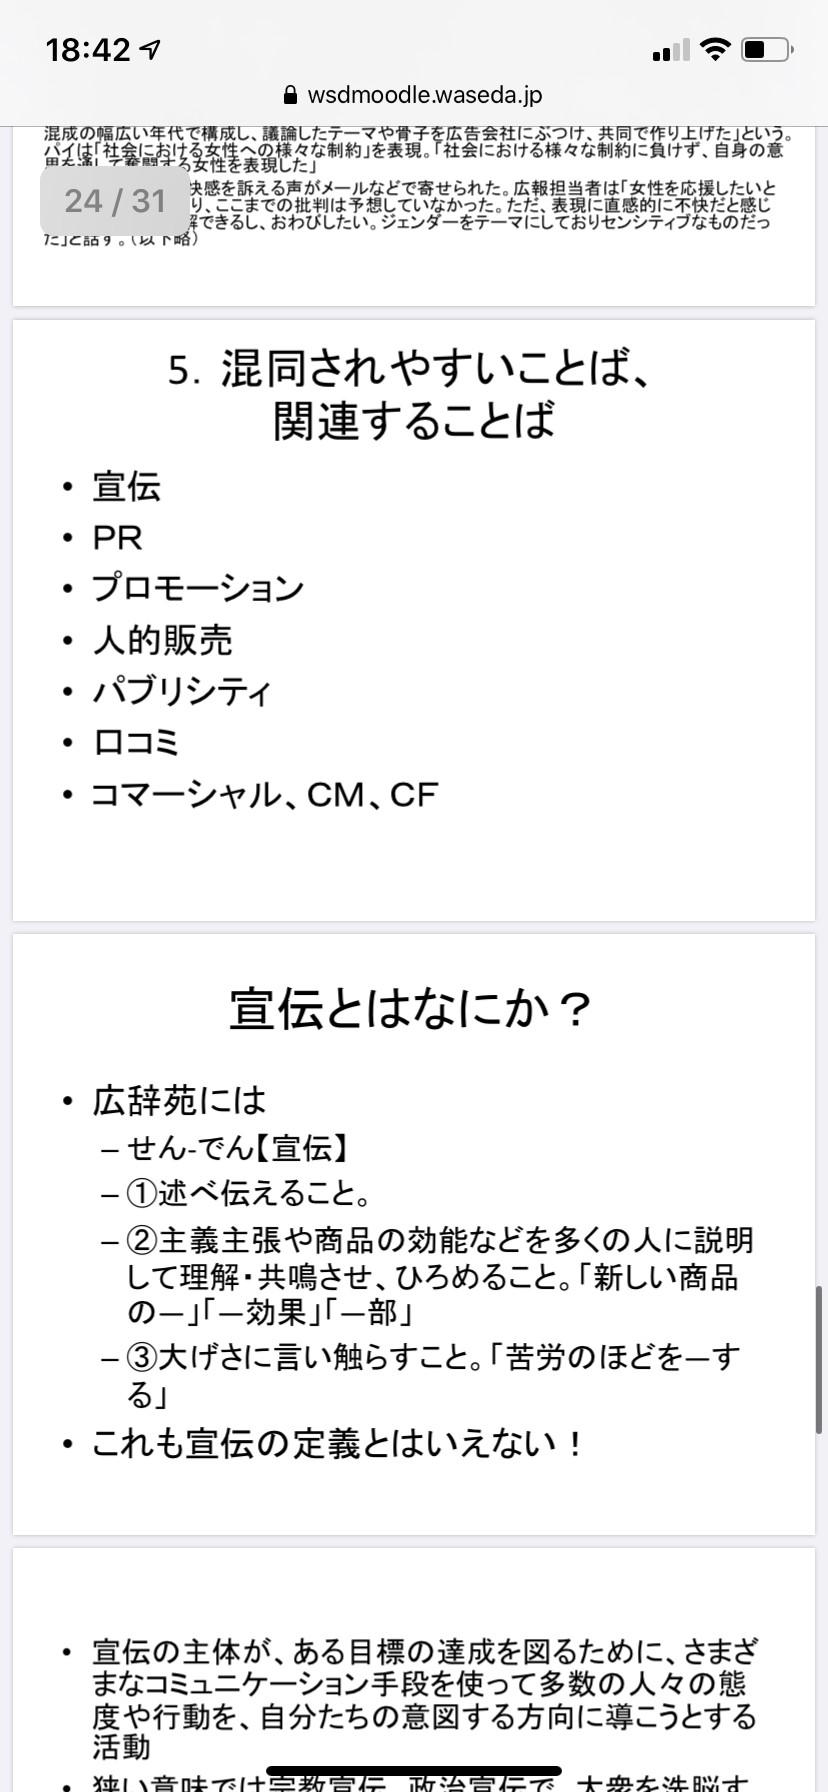 18:42
wsdmoodle.waseda.jp
混成の幅広い年代で構成し、議論したテーマや骨子を広告会社にぶつけ、共同で作り上げた」という。
パイは「社会における女性への様々な制約」を表現。「社会における様々な制約に負けず、自身の意
思を通して奮闘する女性を表現した」
24 / 31
快感を訴える声がメールなどで寄せられた。広報担当者は「女性を応援したいと
り、ここまでの批判は予想していなかった。ただ、表現に直感的に不快だと感じ
解できるし、おわびしたい。ジェンダーをテーマにしておりセンシティブなものだっ
た」と話す。(以下略)
5. 混同されやすいことば、
関連することば
• 宣伝
• PR
• プロモーション
• 人的販売
• パブリシティ
• 口コミ
• コマーシャル、CM、CF
宣伝とはなにか？
• 広辞苑には
– せん-でん【宣伝】
– ①述べ伝えること。
– ②主義主張や商品の効能などを多くの人に説明
して理解・共鳴させ、ひろめること。「新しい商品
の―」「―効果」「―部」
– ③大げさに言い触らすこと。「苦労のほどを―す
る」
• これも宣伝の定義とはいえない！
• 宣伝の主体が、ある目標の達成を図るために、さまざ
まなコミュニケーション手段を使って多数の人々の態
度や行動を、自分たちの意図する方向に導こうとする
活動
• 狭い意味では宗教宣伝、政治宣伝で、大衆を洗脳す